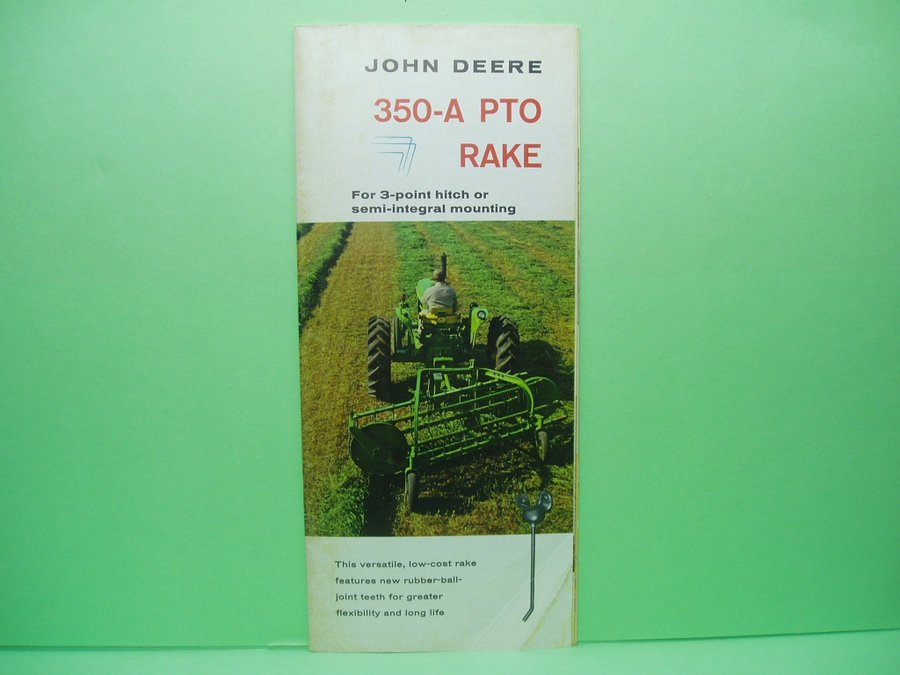 JOHN DEERE
350-A PTO
RAKE
For 3-point hitch or
semi-integral mounting
This versatile, low-cost rake
features new rubber-ball-
joint teeth for greater
flexibility and long life